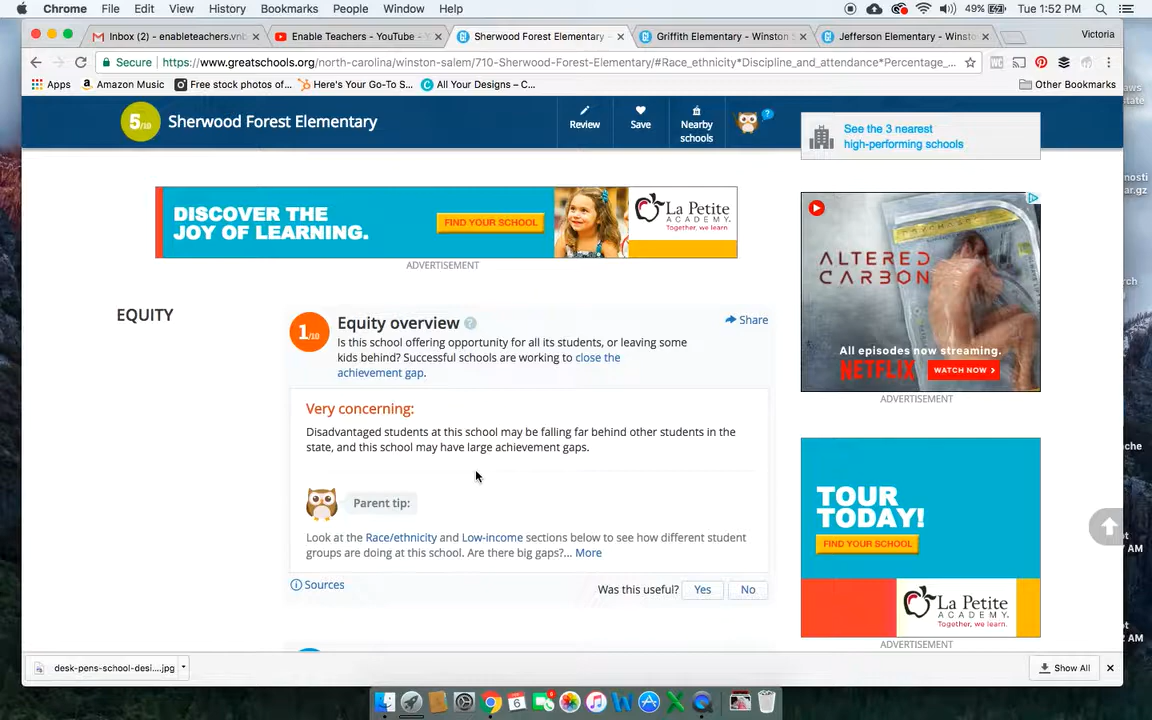 Chrome File Edit View History Bookmarks People Window Help 49% Tue 1:52 PM
Inbox (2) - enableteachers.vnb Enable Teachers - YouTube - Y Sherwood Forest Elementary - Griffith Elementary - Winston S Jefferson Elementary - Winsto Victoria
Secure https://www.greatschools.org/north-carolina/winston-salem/710-Sherwood-Forest-Elementary/#Race_ethnicity*Discipline_and_attendance*Percentage_...
Apps Amazon Music Free stock photos of... Here's Your Go-To S... All Your Designs – C... Other Bookmarks
5/10 Sherwood Forest Elementary
Review Save Nearby schools ?
See the 3 nearest
high-performing schools
DISCOVER THE
JOY OF LEARNING.
FIND YOUR SCHOOL
La Petite
ACADEMY
Together, we learn.
ADVERTISEMENT
ALTERED
CARBON
All episodes now streaming.
NETFLIX WATCH NOW >
ADVERTISEMENT
EQUITY
1/10 Equity overview ?
Share
Is this school offering opportunity for all its students, or leaving some
kids behind? Successful schools are working to close the
achievement gap.
Very concerning:
Disadvantaged students at this school may be falling far behind other students in the
state, and this school may have large achievement gaps.
Parent tip:
Look at the Race/ethnicity and Low-income sections below to see how different student
groups are doing at this school. Are there big gaps?... More
Sources
Was this useful? Yes No
TOUR
TODAY!
FIND YOUR SCHOOL
La Petite
ACADEMY
Together, we learn.
ADVERTISEMENT
desk-pens-school-desi....jpg
Show All